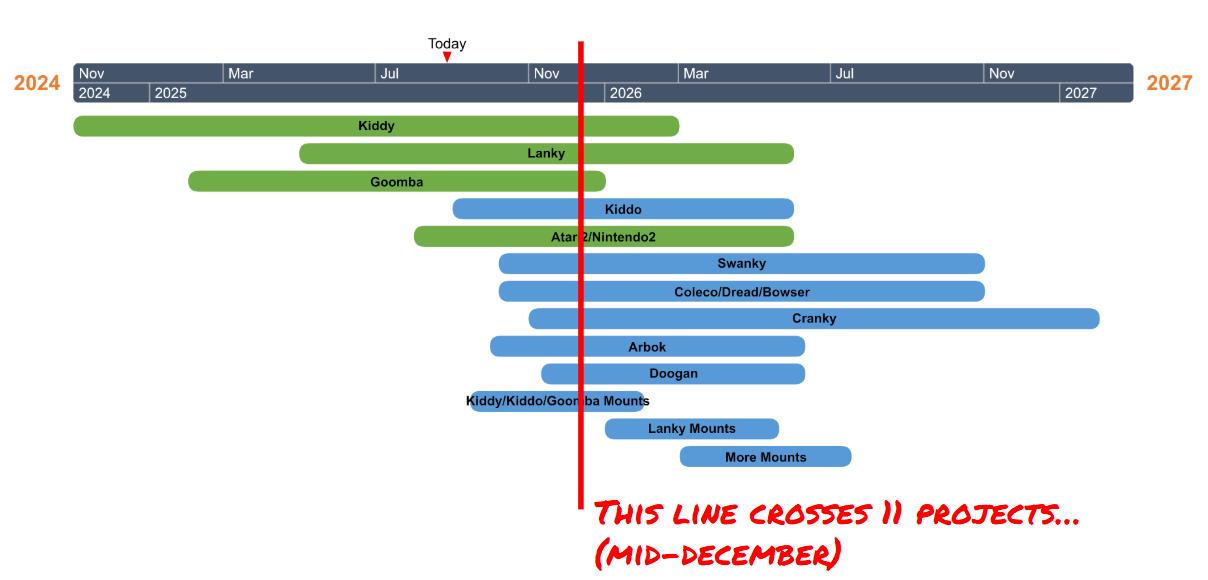 Today
2024 Nov Mar Jul Nov Mar Jul Nov 2027
2024 2025 2026 2027
Kiddy
Lanky
Goomba
Kiddo
Atari2/Nintendo2
Swanky
Coleco/Dread/Bowser
Cranky
Arbok
Doogan
Kiddy/Kiddo/Goomba Mounts
Lanky Mounts
More Mounts
This line crosses 11 projects...
(mid-december)